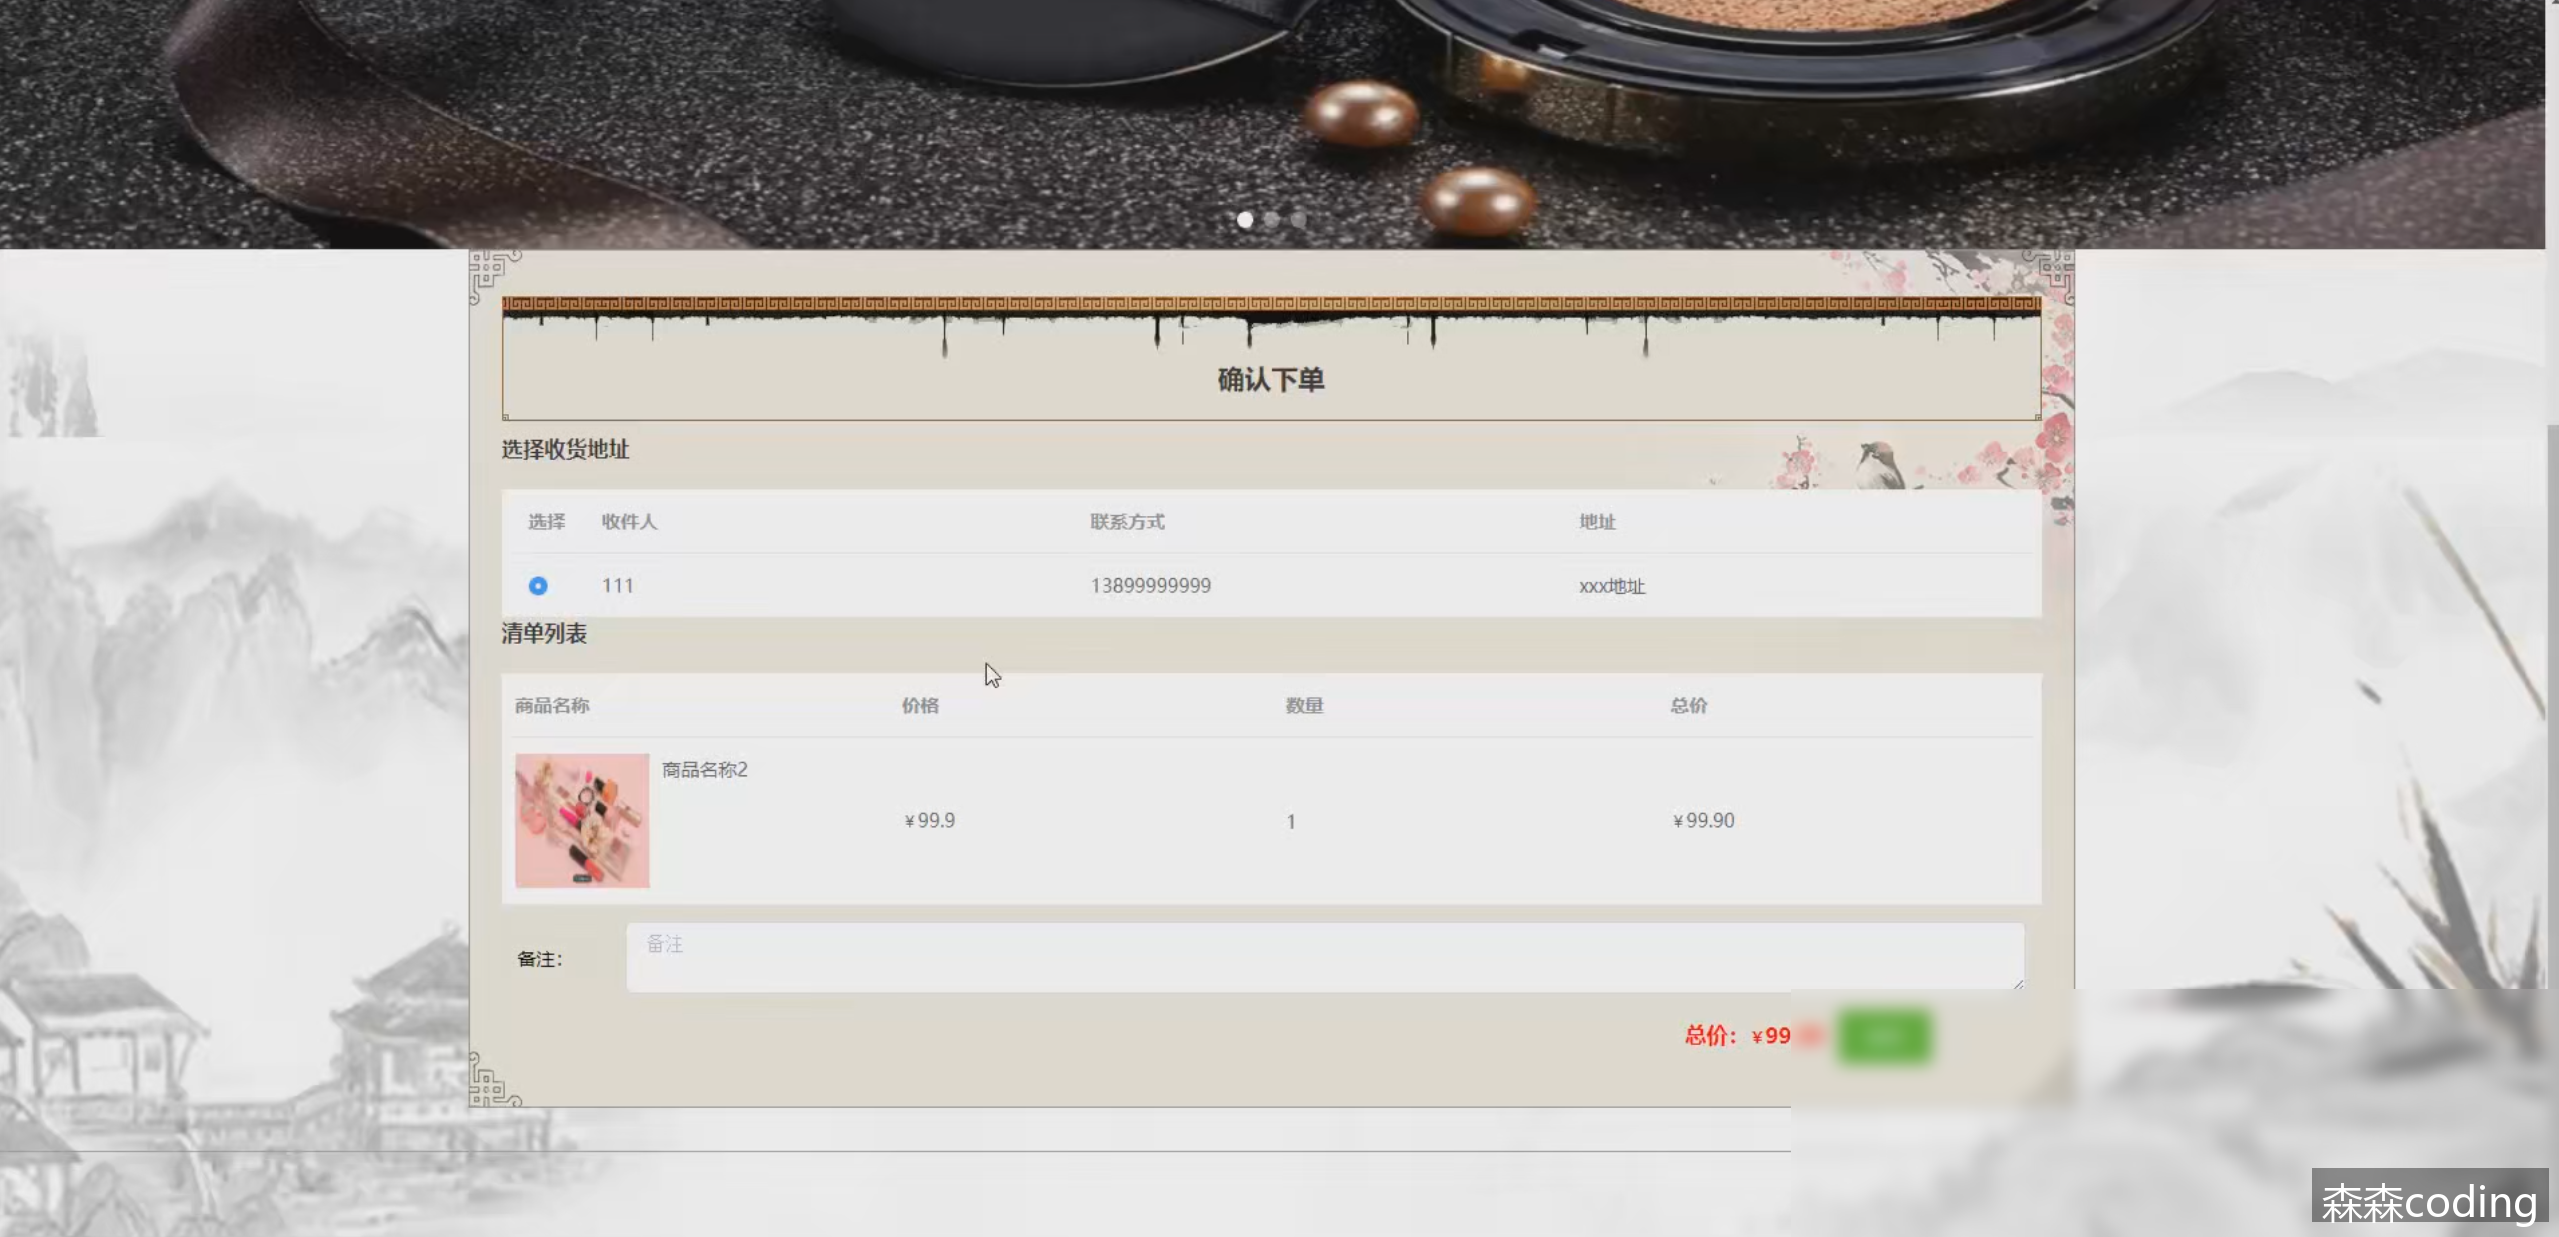 确认下单
选择收货地址
选择 收件人 联系方式 地址
111 13899999999 xxx地址
清单列表
商品名称 价格 数量 总价
商品名称2
¥99.9 1 ¥99.90
备注: 备注
总价: ¥99
森森coding